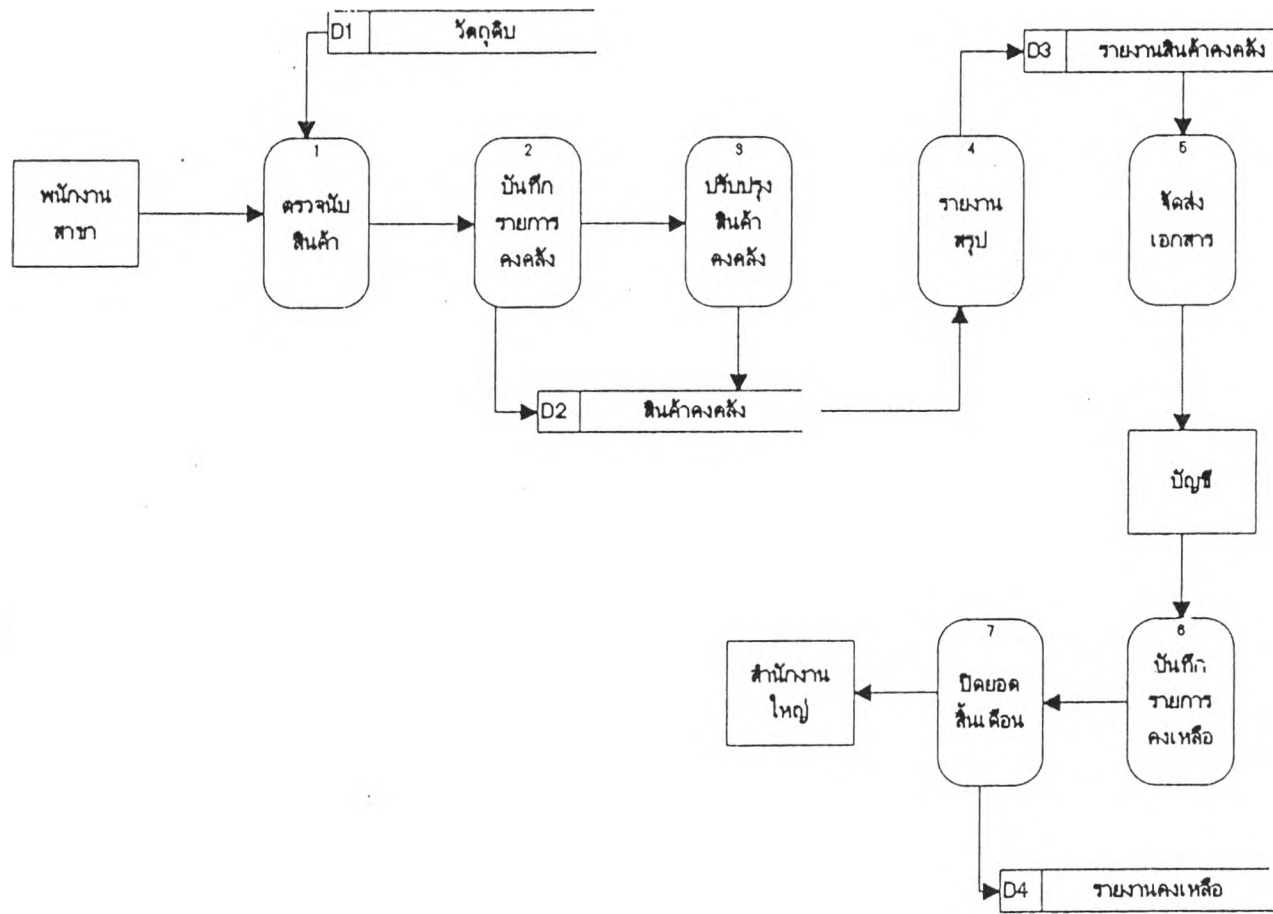 D1 วัตถุดิบ
D3 รายงานสินค้าคงคลัง
พนักงาน
สาขา
1
ตรวจนับ
สินค้า
2
บันทึก
รายการ
คงคลัง
3
ปรับปรุง
สินค้า
คงคลัง
4
รายงาน
สรุป
5
จัดส่ง
เอกสาร
D2 สินค้าคงคลัง
บัญชี
สำนักงาน
ใหญ่
7
ปิดยอด
สิ้นเดือน
6
บันทึก
รายการ
คงเหลือ
D4 รายงานคงเหลือ